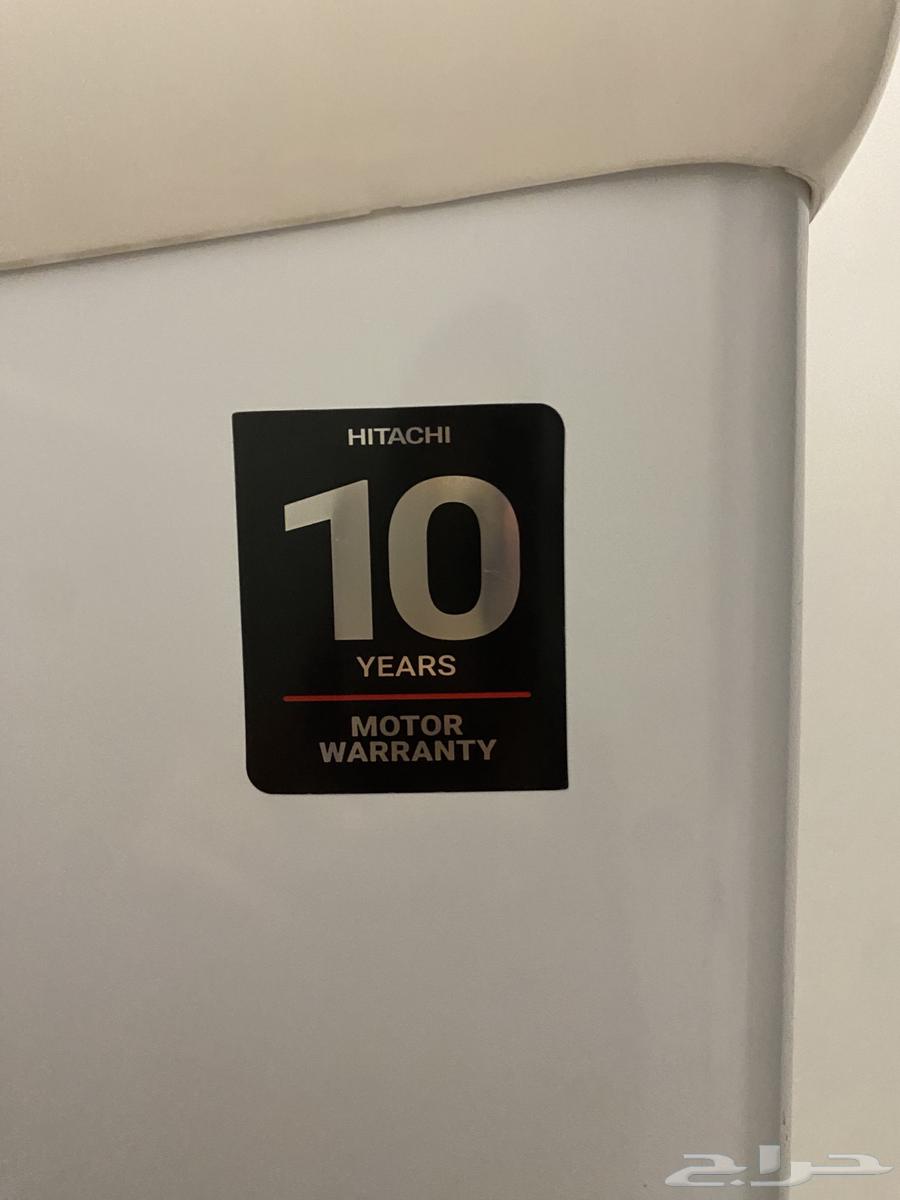 HITACHI
10
YEARS
MOTOR
WARRANTY
حراج